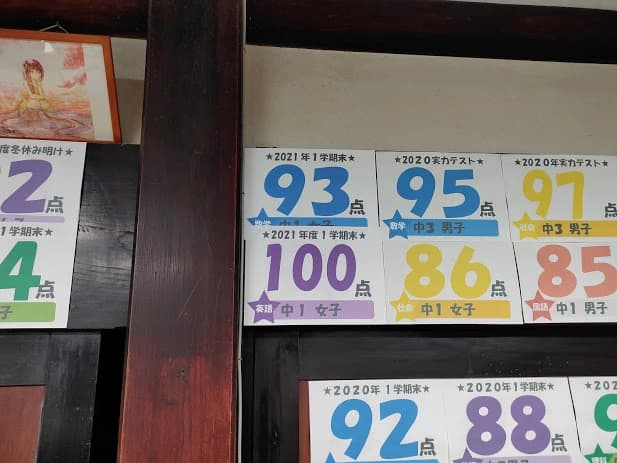 度冬休み明け★
2点
1学期末★
4点
子
★2021年1学期末★
93点
数学 中1 女子
★2020実力テスト★
95点
数学 中3 男子
★2020年実力テスト★
97点
社会 中3 男子
★2021年度1学期末★
100点
英語 中1 女子
86点
社会 中1 女子
85点
国語 中1 男子
★2020年1学期末★
92点
★2020年1学期末★
88点
★202